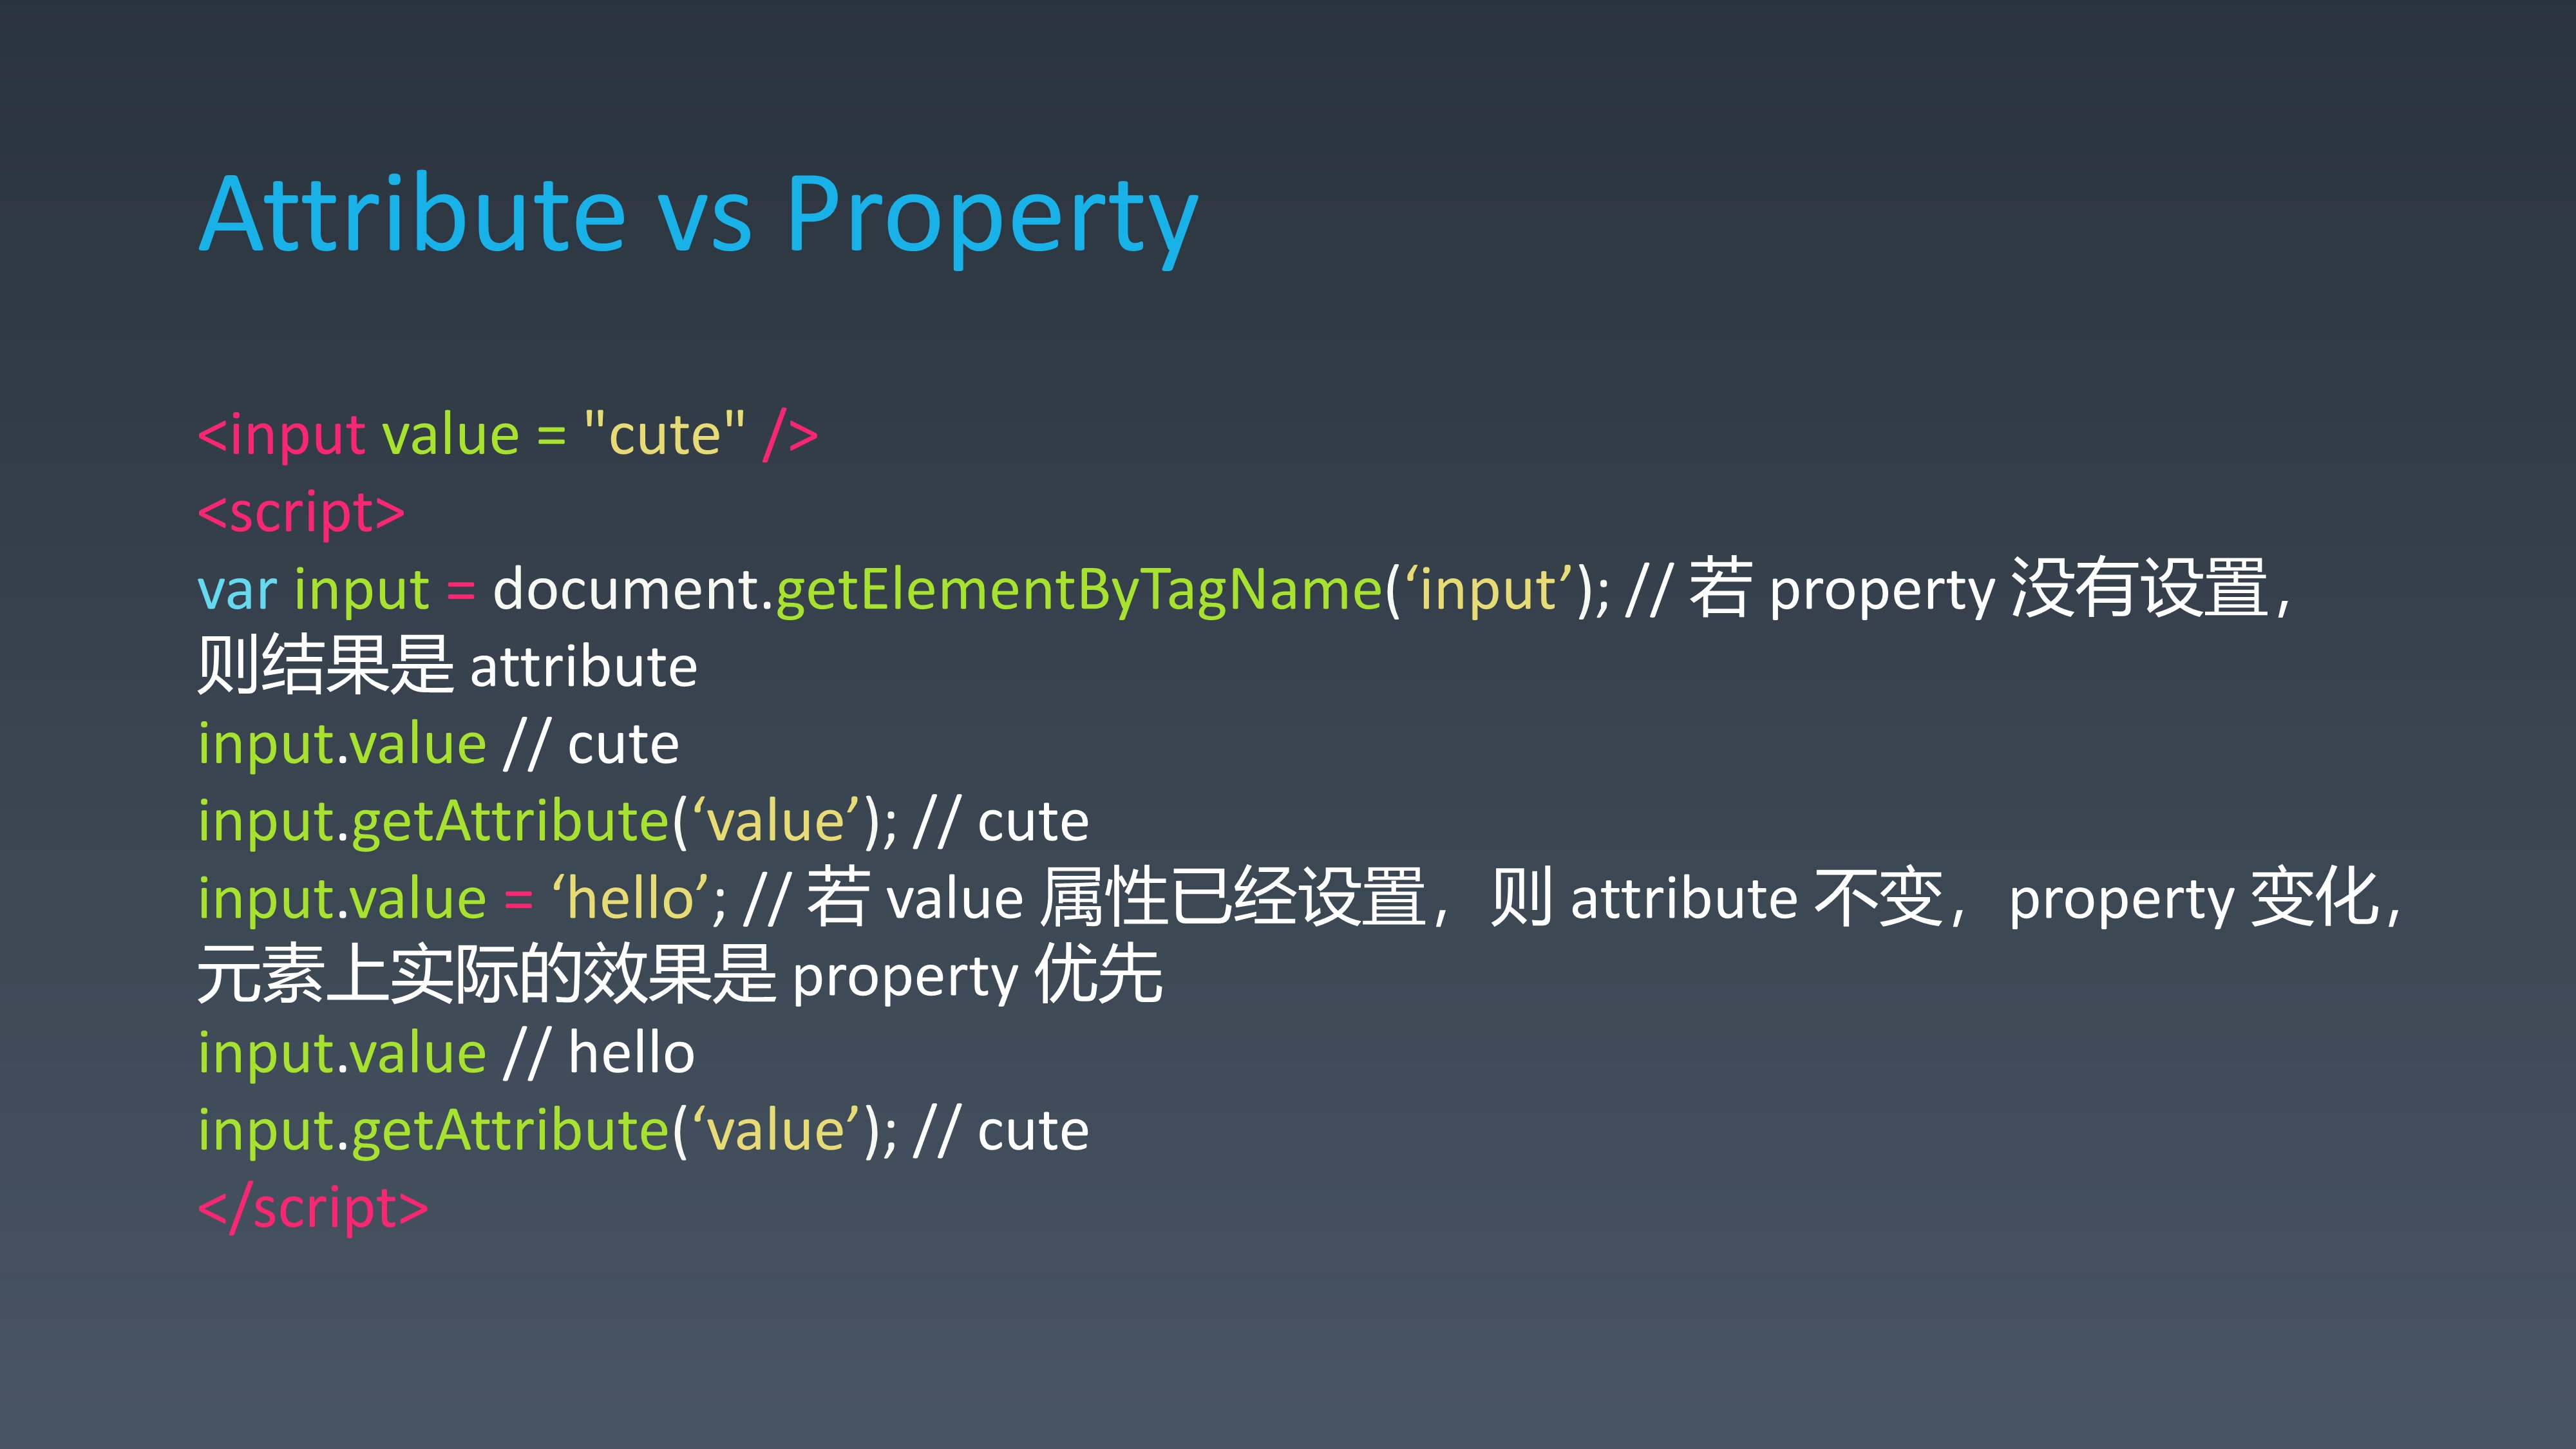 Attribute vs Property
<input value = "cute" />
<script>
var input = document.getElementByTagName(‘input’); // 若 property 没有设置，
则结果是 attribute
input.value // cute
input.getAttribute(‘value’); // cute
input.value = ‘hello’; // 若 value 属性已经设置，则 attribute 不变，property 变化，
元素上实际的效果是 property 优先
input.value // hello
input.getAttribute(‘value’); // cute
</script>